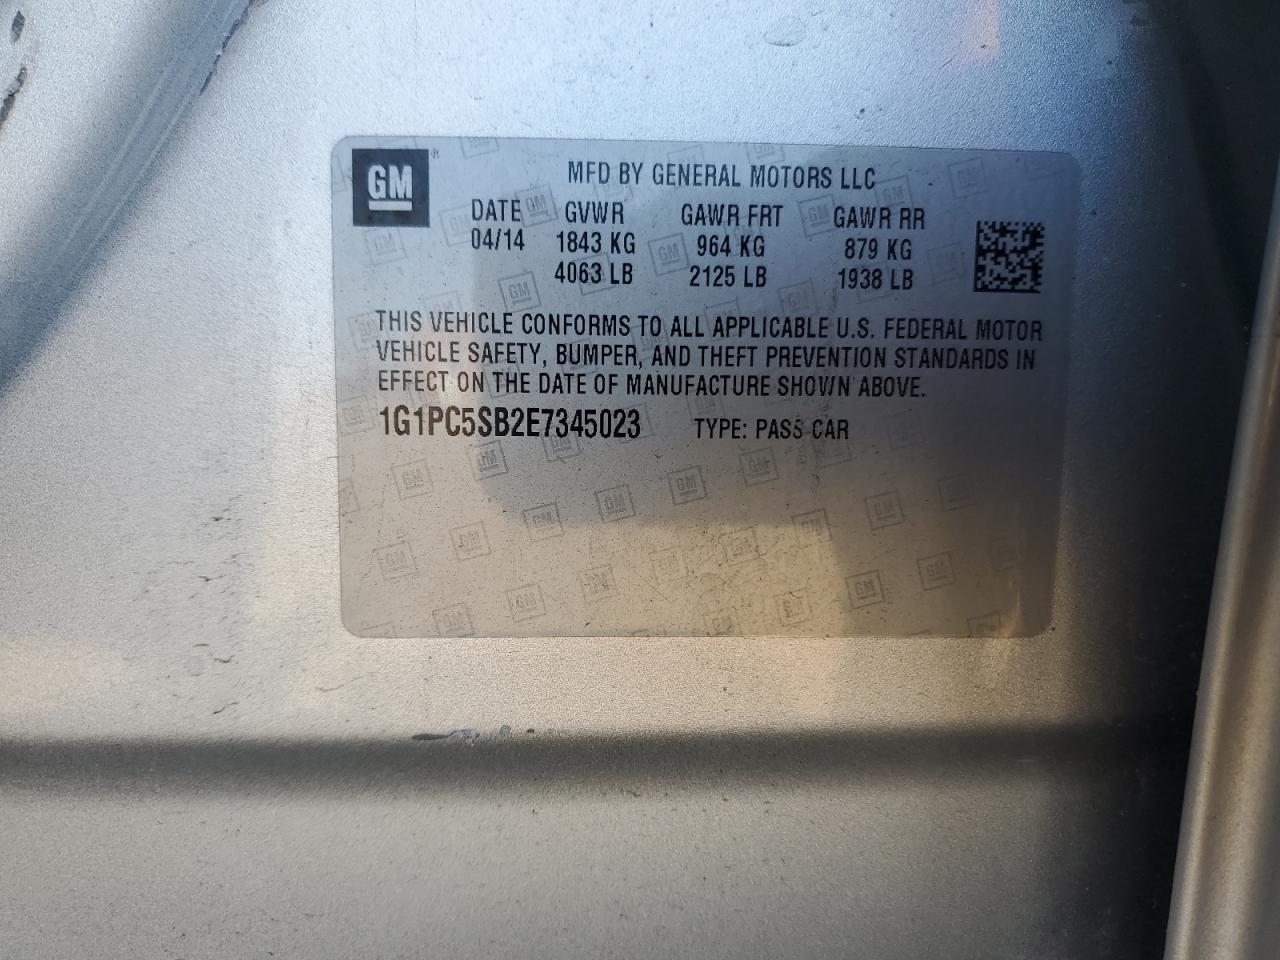 GM ®
MFD BY GENERAL MOTORS LLC
DATE GVWR GAWR FRT GAWR RR
04/14 1843 KG 964 KG 879 KG
4063 LB 2125 LB 1938 LB
THIS VEHICLE CONFORMS TO ALL APPLICABLE U.S. FEDERAL MOTOR
VEHICLE SAFETY, BUMPER, AND THEFT PREVENTION STANDARDS IN
EFFECT ON THE DATE OF MANUFACTURE SHOWN ABOVE.
1G1PC5SB2E7345023 TYPE: PASS CAR